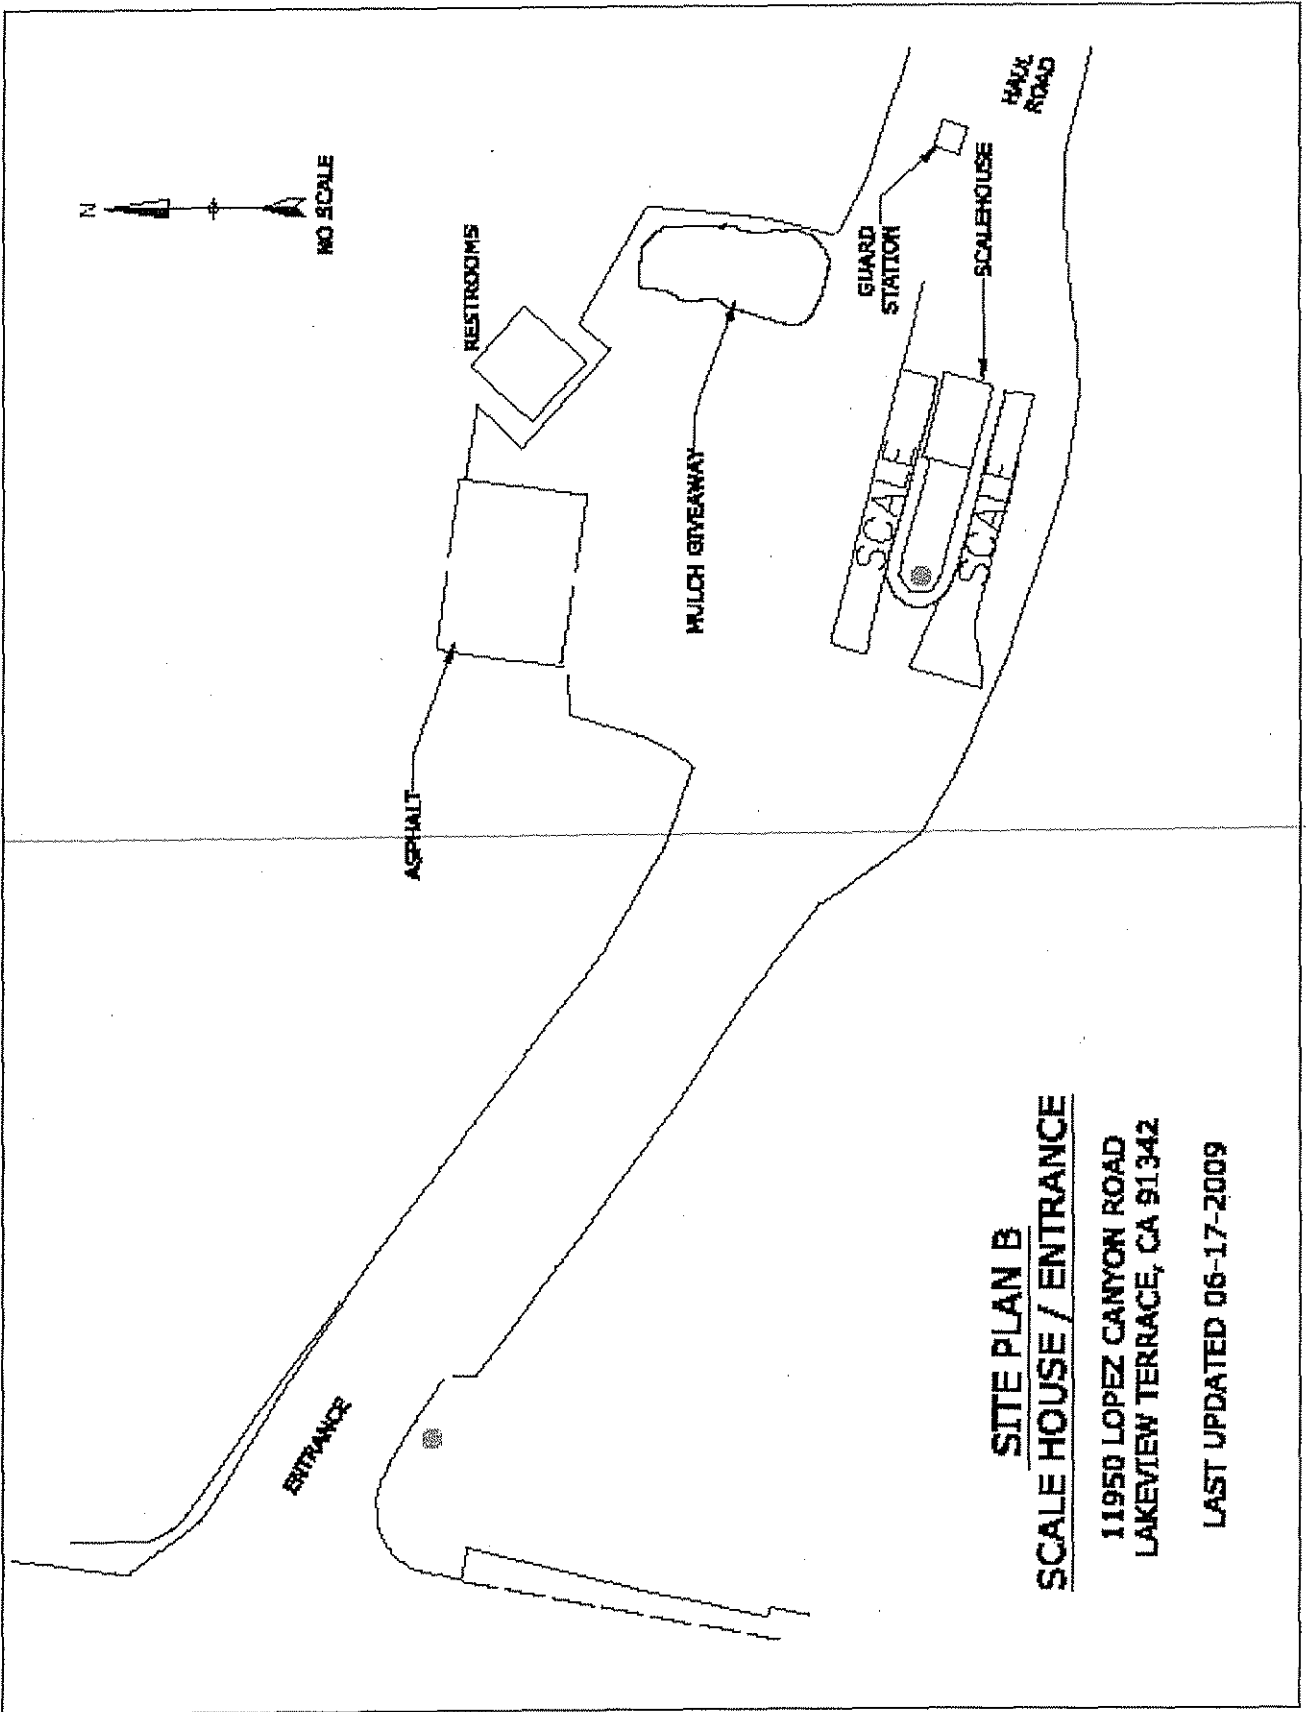 N
NO SCALE
RESTROOMS
ASPHALT
MULCH GIVEAWAY
GUARD
STATION
SCALEHOUSE
HAUL
ROAD
SCALE
SCALE
ENTRANCE
SITE PLAN B
SCALE HOUSE / ENTRANCE
11950 LOPEZ CANYON ROAD
LAKEVIEW TERRACE, CA 91342
LAST UPDATED 06-17-2009